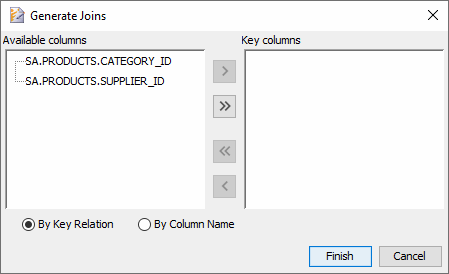 Generate Joins
Available columns
Key columns
SA.PRODUCTS.CATEGORY_ID
SA.PRODUCTS.SUPPLIER_ID
By Key Relation
By Column Name
Finish
Cancel